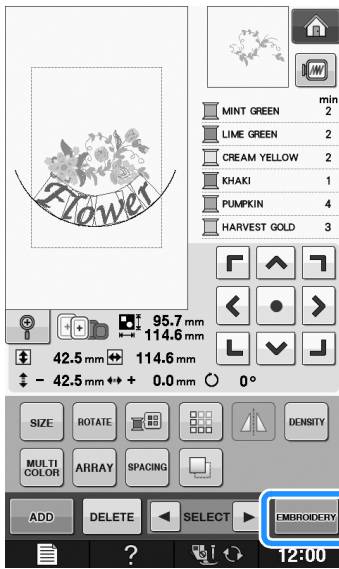 min
MINT GREEN 2
LIME GREEN 2
CREAM YELLOW 2
KHAKI 1
PUMPKIN 4
HARVEST GOLD 3
Flower
95.7 mm
114.6 mm
42.5 mm 114.6 mm
- 42.5 mm + 0.0 mm 0°
SIZE ROTATE DENSITY
MULTI COLOR ARRAY SPACING
ADD DELETE SELECT EMBROIDERY
? 12:00